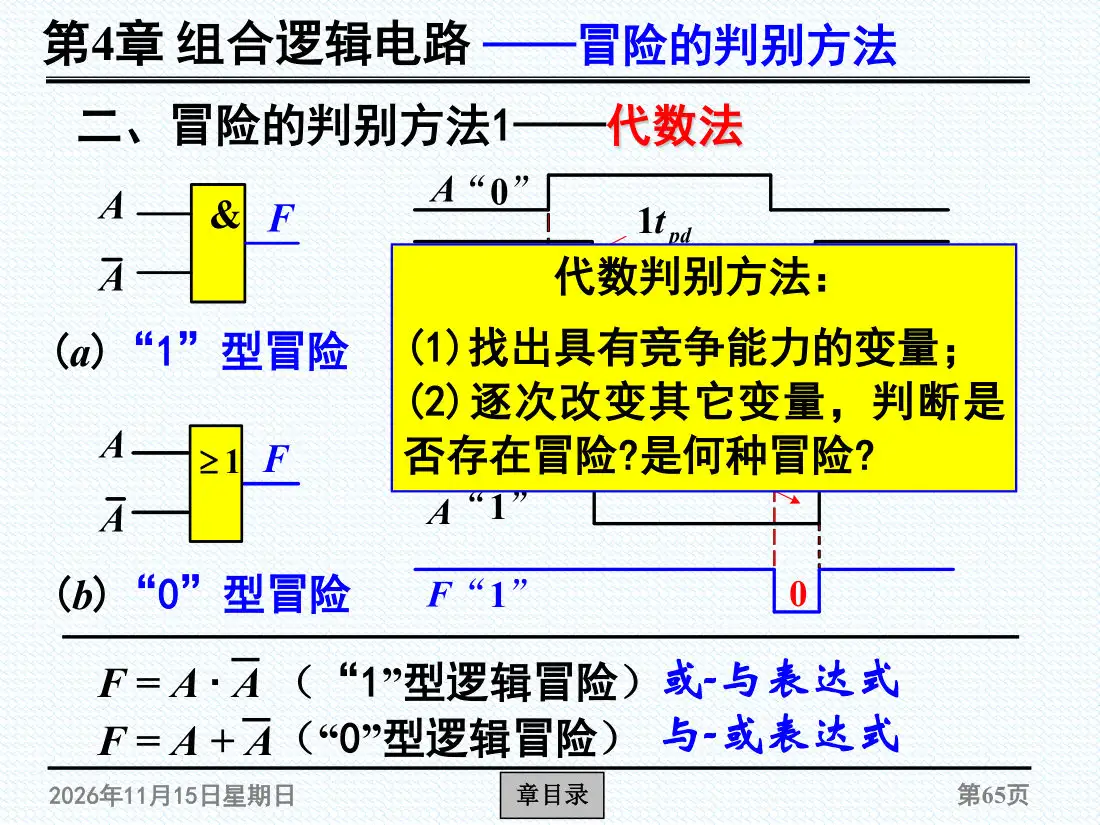 第4章 组合逻辑电路 ——冒险的判别方法
二、冒险的判别方法1——代数法
A
A̅
&
F
(a) “1”型冒险
A “0”
1t_pd
代数判别方法：
(1)找出具有竞争能力的变量；
(2)逐次改变其它变量，判断是
否存在冒险?是何种冒险?
A
A̅
≥1
F
(b) “0”型冒险
A “1”
F “1”
0
F = A · A̅ （ “1”型逻辑冒险）或-与表达式
F = A + A̅（“0”型逻辑冒险） 与-或表达式
2026年11月15日星期日
章目录
第65页